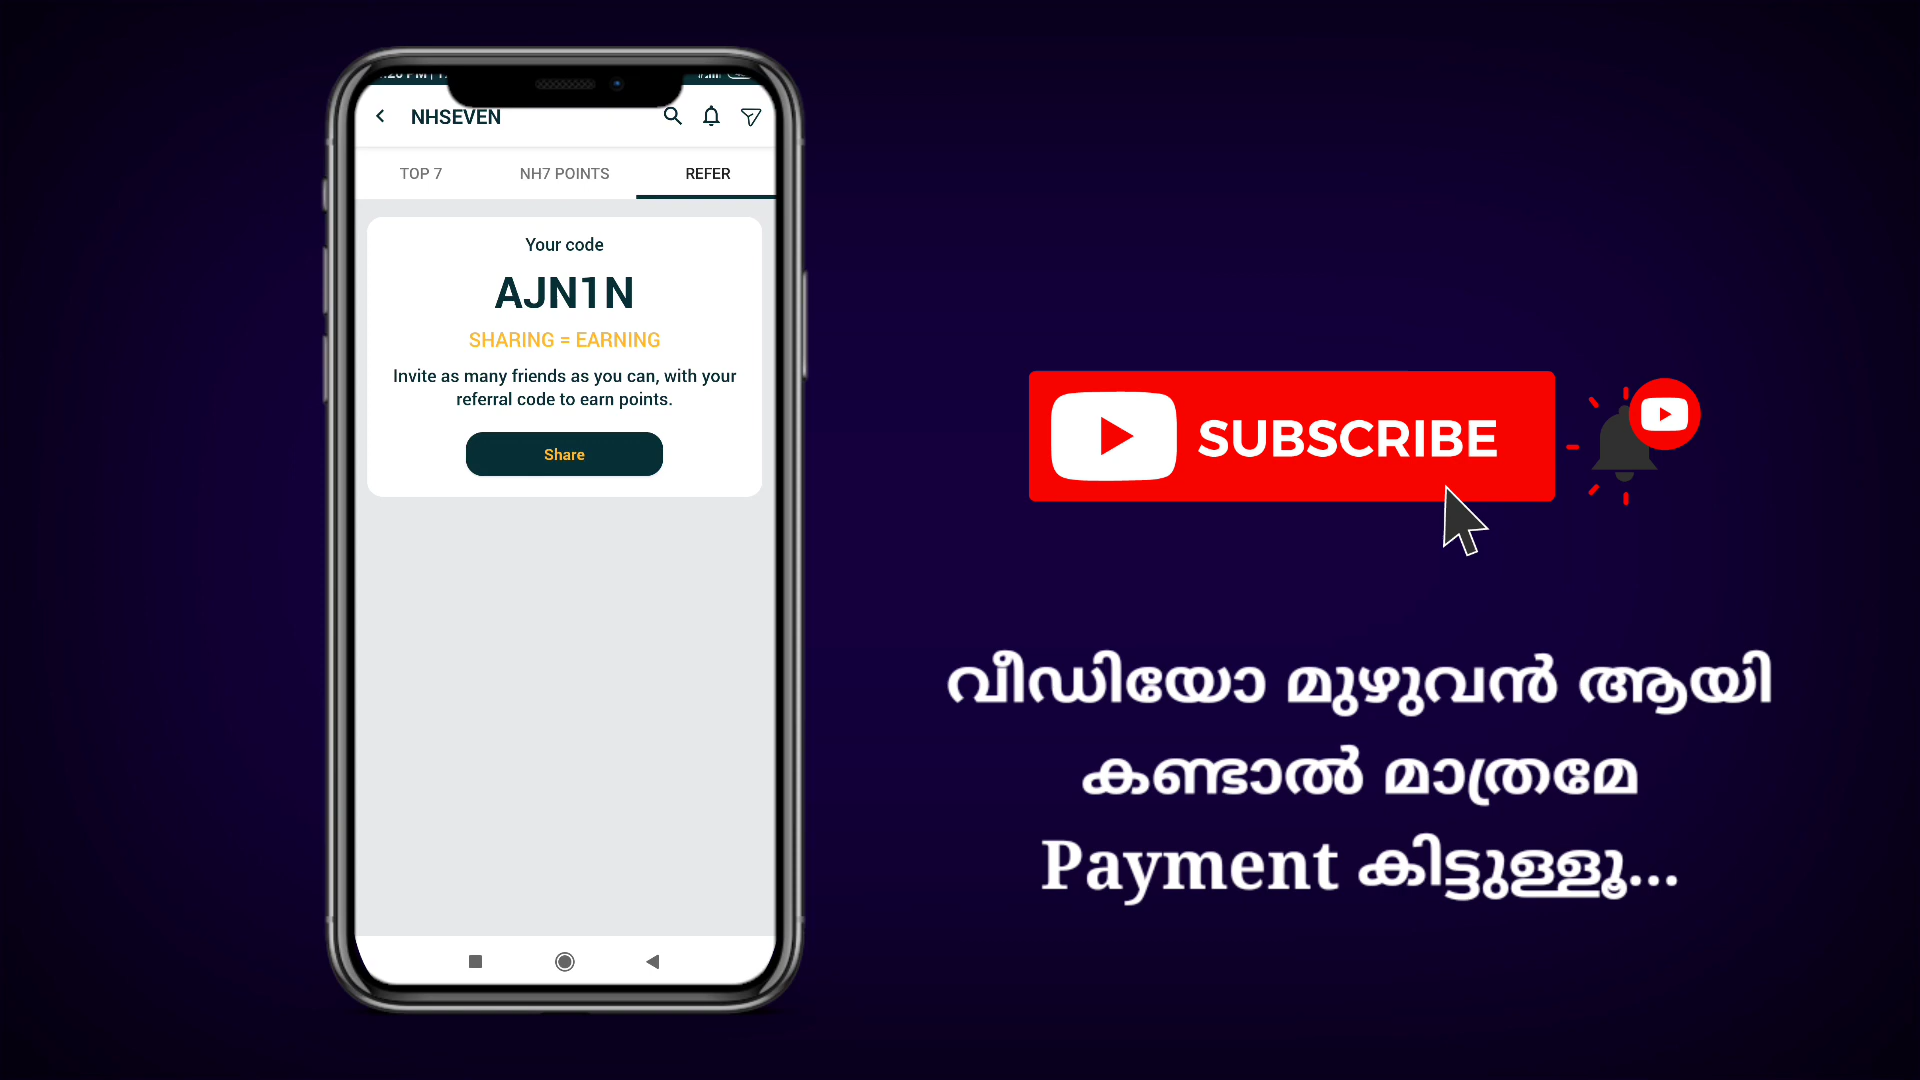 NHSEVEN
TOP 7 NH7 POINTS REFER
Your code
AJN1N
SHARING = EARNING
Invite as many friends as you can, with your
referral code to earn points.
Share
SUBSCRIBE
വീഡിയോ മുഴുവൻ ആയി
കണ്ടാൽ മാത്രമേ
Payment കിട്ടുള്ളൂ...